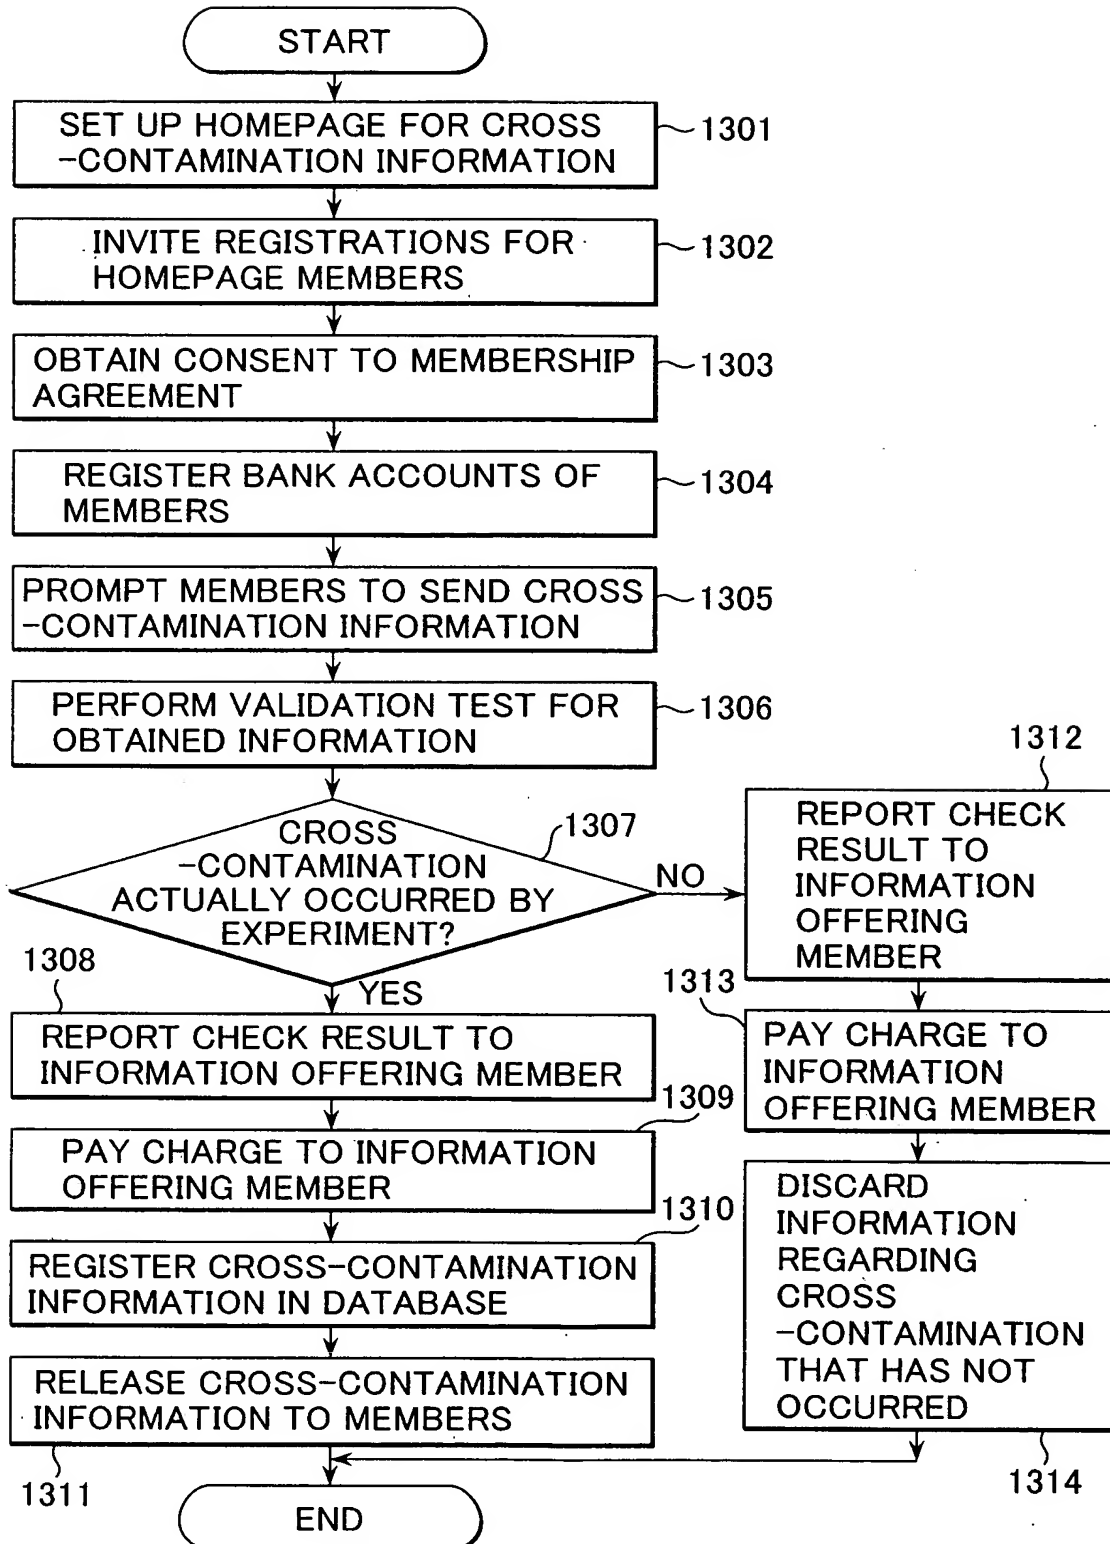 START
SET UP HOMEPAGE FOR CROSS
-CONTAMINATION INFORMATION
1301
INVITE REGISTRATIONS FOR
HOMEPAGE MEMBERS
1302
OBTAIN CONSENT TO MEMBERSHIP
AGREEMENT
1303
REGISTER BANK ACCOUNTS OF
MEMBERS
1304
PROMPT MEMBERS TO SEND CROSS
-CONTAMINATION INFORMATION
1305
PERFORM VALIDATION TEST FOR
OBTAINED INFORMATION
1306
CROSS
-CONTAMINATION
ACTUALLY OCCURRED BY
EXPERIMENT?
1307
NO
YES
1308
REPORT CHECK RESULT TO
INFORMATION OFFERING MEMBER
1309
PAY CHARGE TO INFORMATION
OFFERING MEMBER
1310
REGISTER CROSS-CONTAMINATION
INFORMATION IN DATABASE
RELEASE CROSS-CONTAMINATION
INFORMATION TO MEMBERS
1311
1312
REPORT CHECK
RESULT TO
INFORMATION
OFFERING
MEMBER
1313
PAY CHARGE TO
INFORMATION
OFFERING MEMBER
DISCARD
INFORMATION
REGARDING
CROSS
-CONTAMINATION
THAT HAS NOT
OCCURRED
1314
END